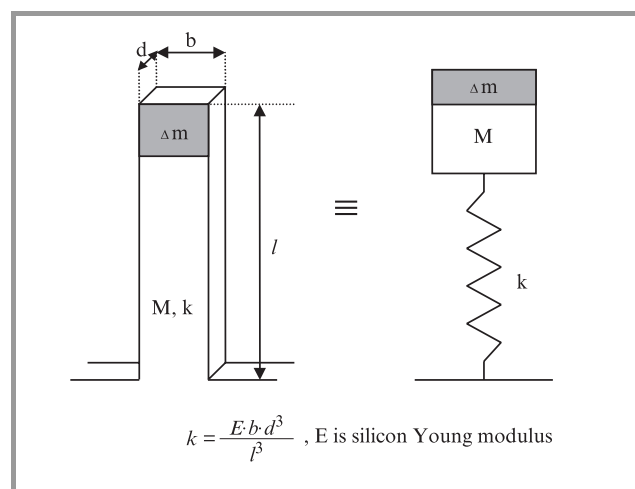 d b
Δm
l
M, k
≡
Δm
M
k
k = E·b·d³ / l³ , E is silicon Young modulus